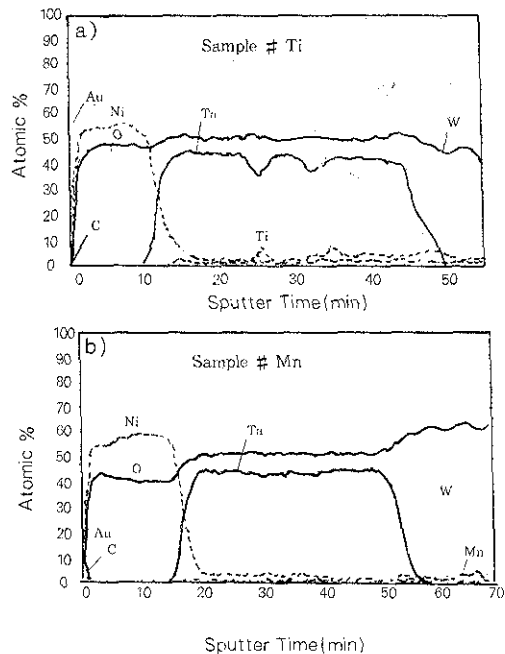 a)
Sample # Ti
Atomic %
100
90
80
70
60
50
40
30
20
10
0
Au
Ni
O
Ta
W
C
Ti
0 10 20 30 40 50
Sputter Time(min)
b)
Sample # Mn
Atomic %
100
90
80
70
60
50
40
30
20
10
0
Ni
Ta
O
W
Au
C
Mn
0 10 20 30 40 50 60 70
Sputter Time(min)